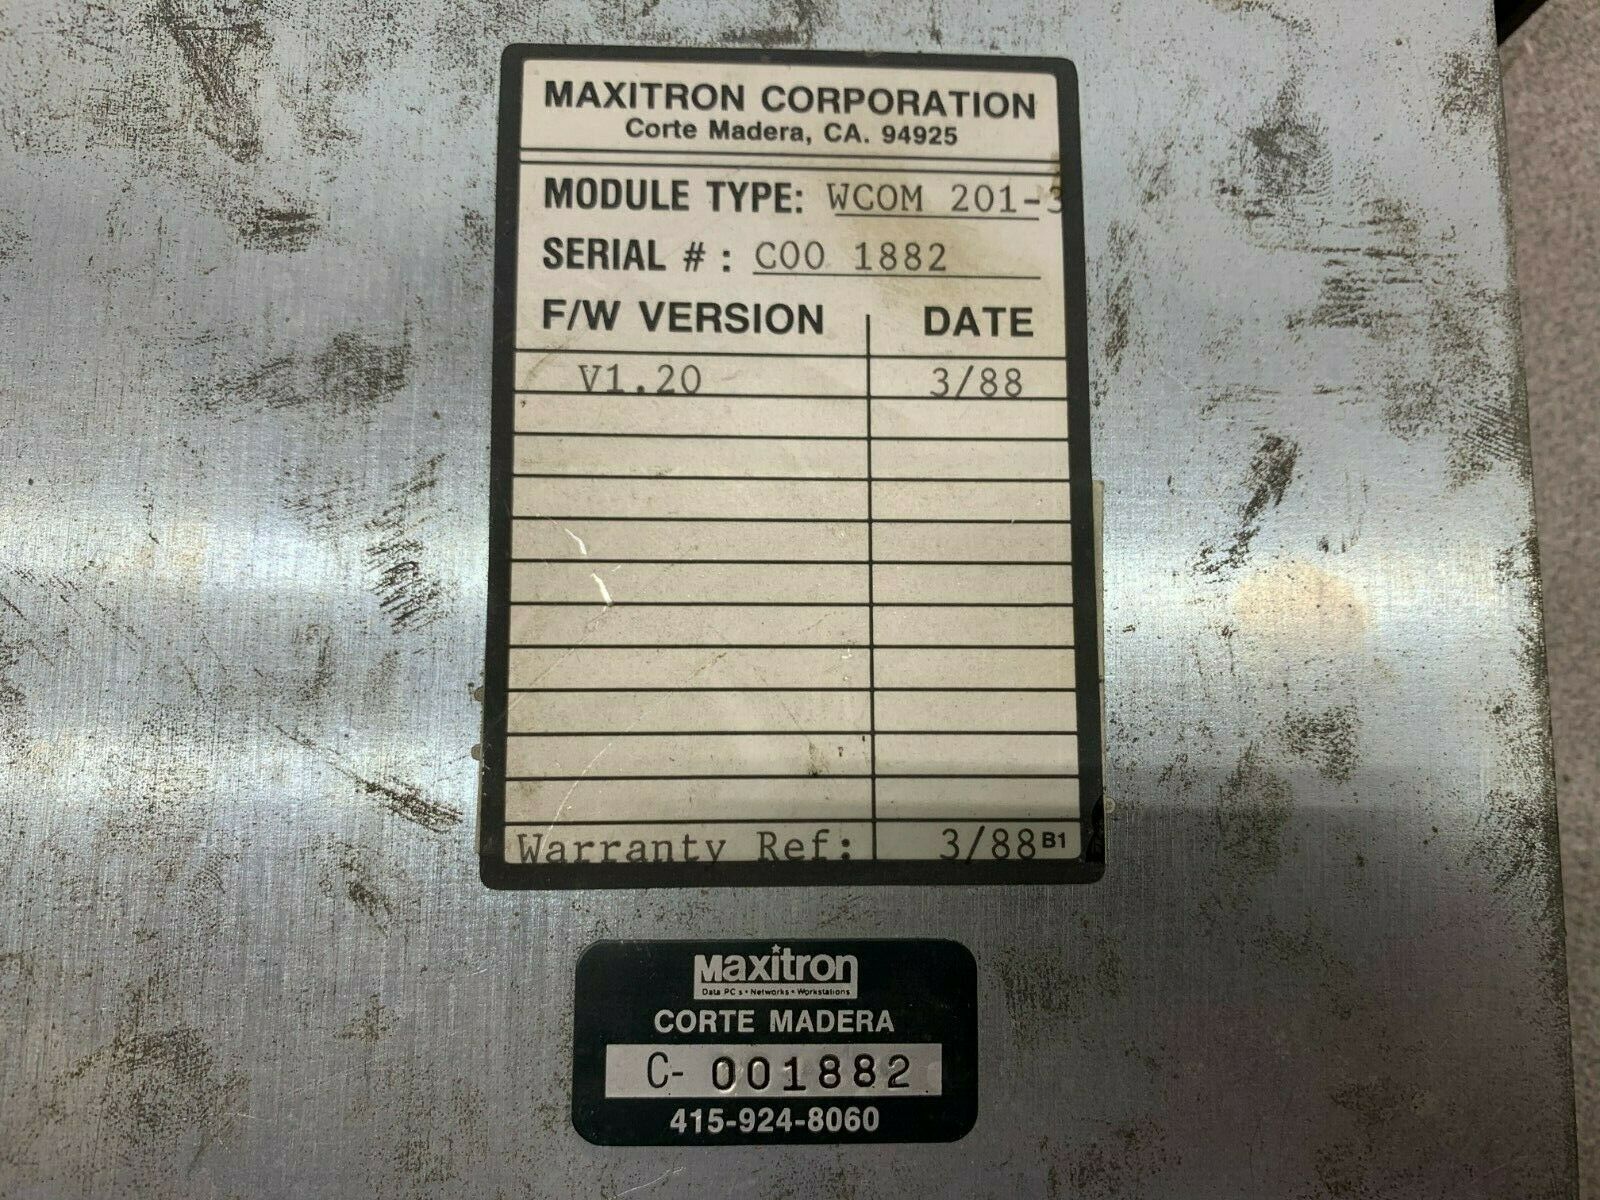 MAXITRON CORPORATION
Corte Madera, CA. 94925
MODULE TYPE: WCOM 201-3
SERIAL #: C00 1882
F/W VERSION DATE
V1.20 3/88
Warranty Ref: 3/88 B1
Maxitron
Data PC s • Networks • Workstations
CORTE MADERA
C- 001882
415-924-8060